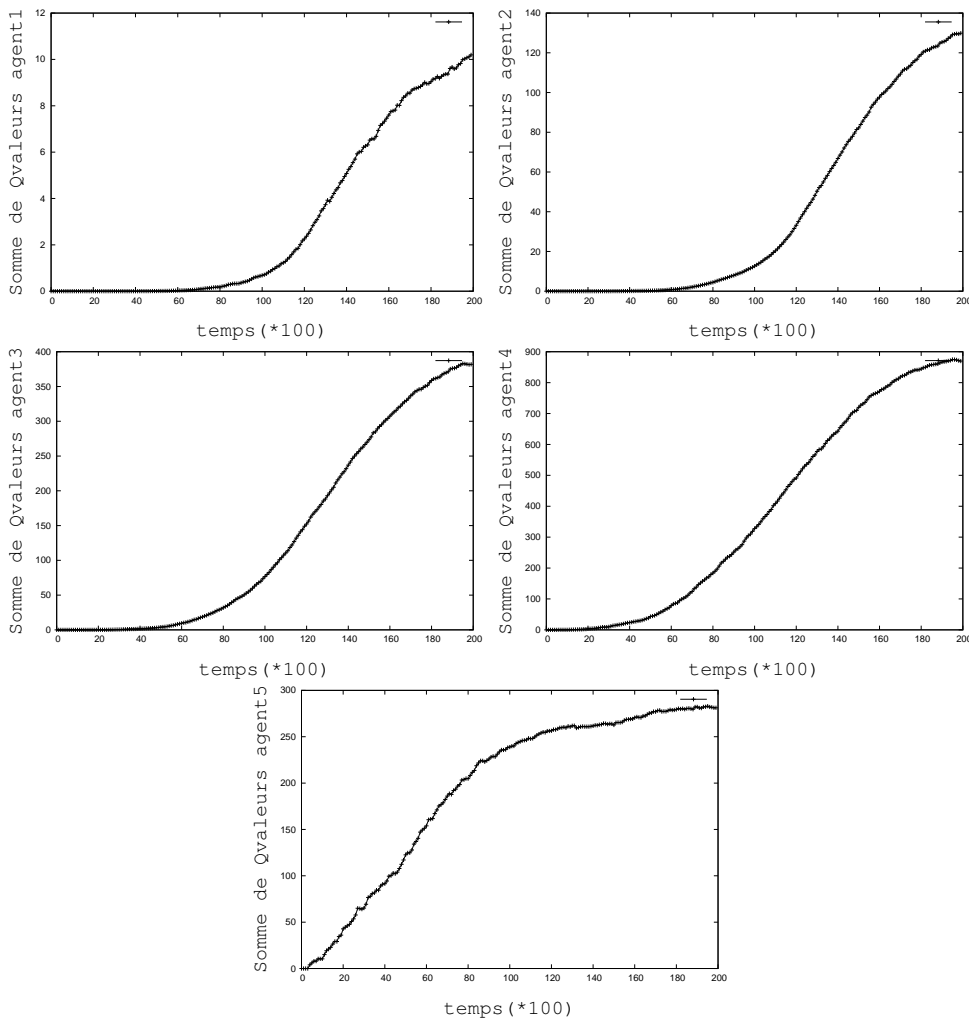 Somme de Qvaleurs agent1
12
10
8
6
4
2
0
0 20 40 60 80 100 120 140 160 180 200
temps(*100)
Somme de Qvaleurs agent2
140
120
100
80
60
40
20
0
0 20 40 60 80 100 120 140 160 180 200
temps(*100)
Somme de Qvaleurs agent3
400
350
300
250
200
150
100
50
0
0 20 40 60 80 100 120 140 160 180 200
temps(*100)
Somme de Qvaleurs agent4
900
800
700
600
500
400
300
200
100
0
0 20 40 60 80 100 120 140 160 180 200
temps(*100)
Somme de Qvaleurs agent5
300
250
200
150
100
50
0
0 20 40 60 80 100 120 140 160 180 200
temps(*100)